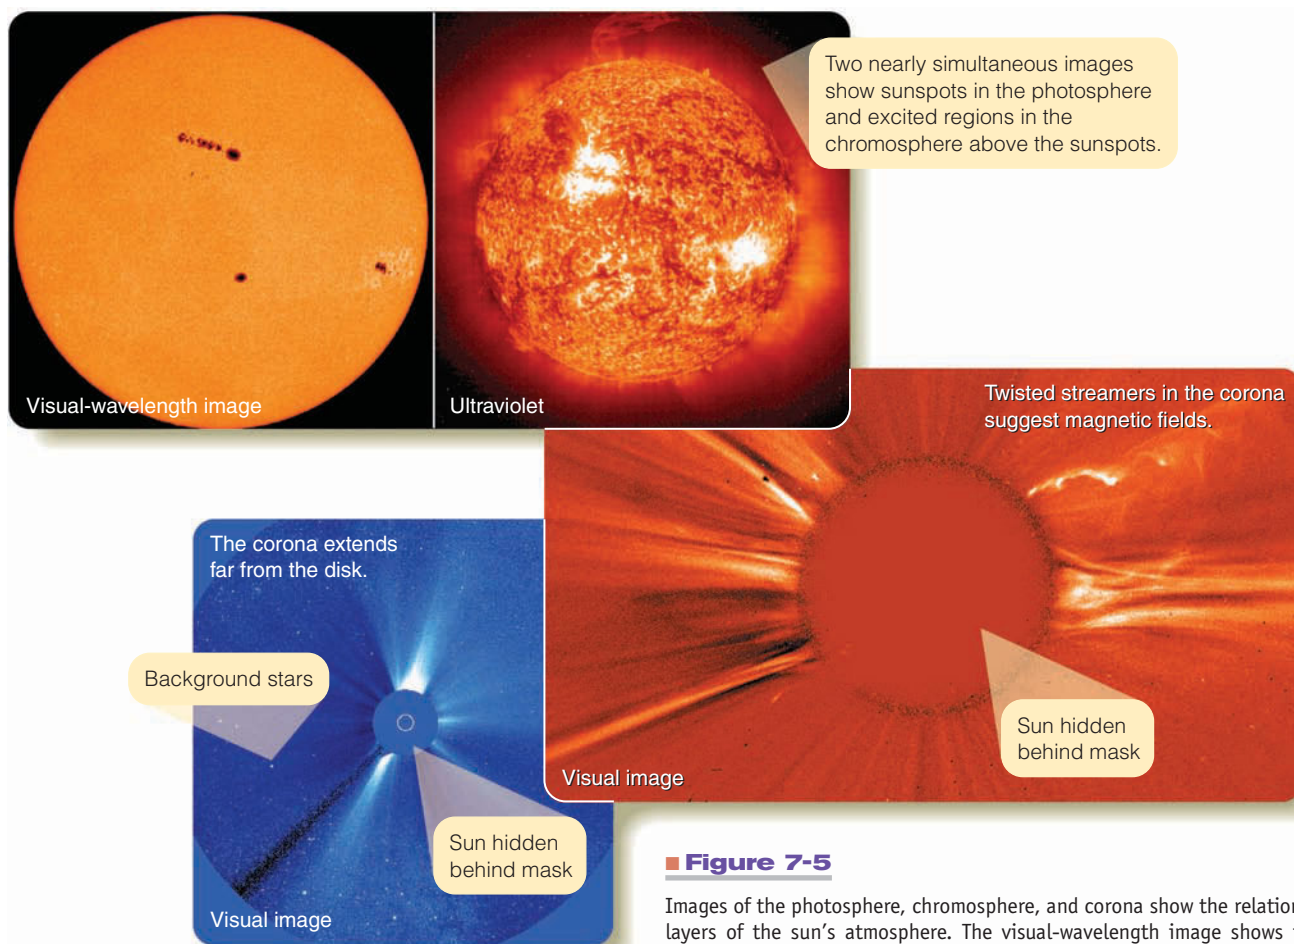 Two nearly simultaneous images
show sunspots in the photosphere
and excited regions in the
chromosphere above the sunspots.
Visual-wavelength image
Ultraviolet
Twisted streamers in the corona
suggest magnetic fields.
The corona extends
far from the disk.
Background stars
Sun hidden
behind mask
Visual image
Sun hidden
behind mask
Visual image
Figure 7-5
Images of the photosphere, chromosphere, and corona show the relation
layers of the sun's atmosphere. The visual-wavelength image shows